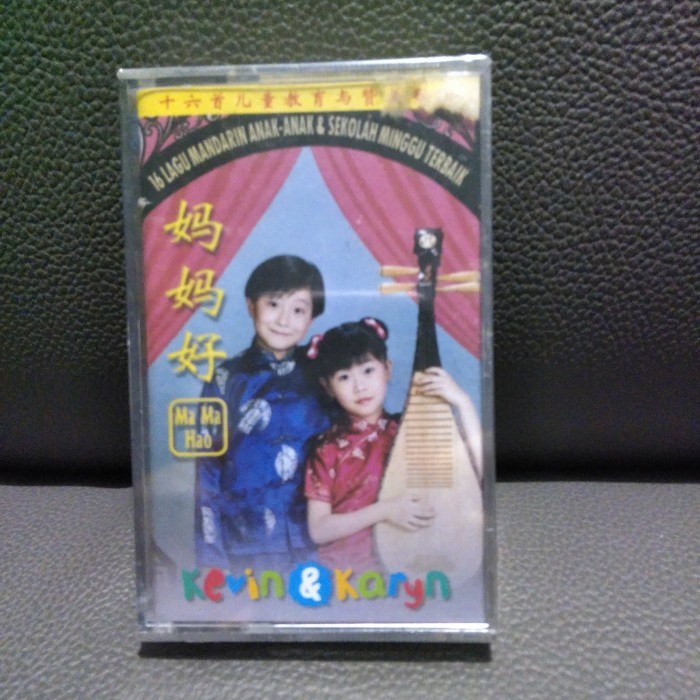 十六首儿童教育与赞
16 LAGU MANDARIN ANAK-ANAK & SEKOLAH MINGGU TERBAIK
妈妈好
Ma Ma
Hao
Kevin & Karyn